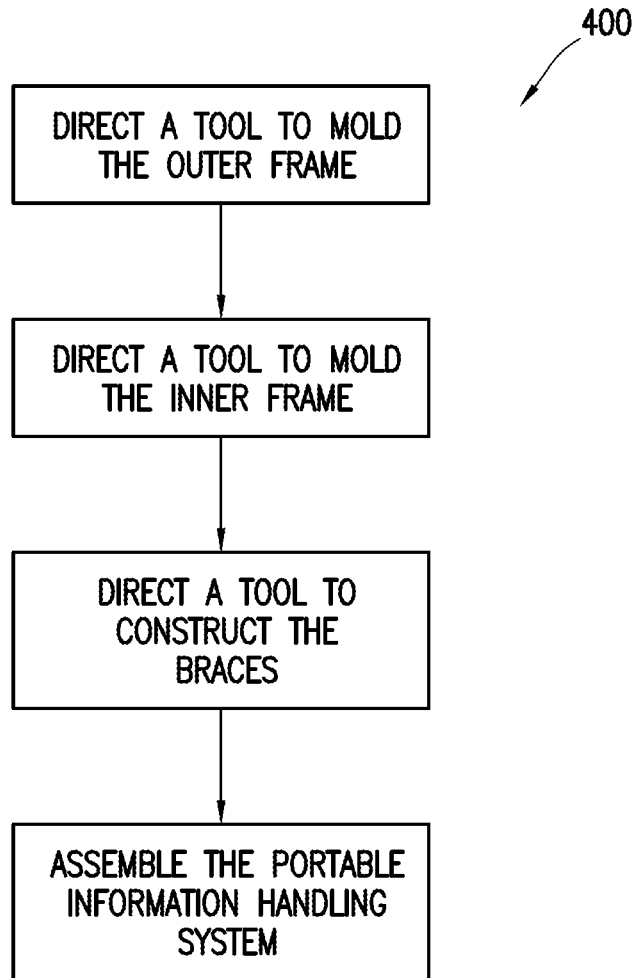 400
DIRECT A TOOL TO MOLD
THE OUTER FRAME
DIRECT A TOOL TO MOLD
THE INNER FRAME
DIRECT A TOOL TO
CONSTRUCT THE
BRACES
ASSEMBLE THE PORTABLE
INFORMATION HANDLING
SYSTEM